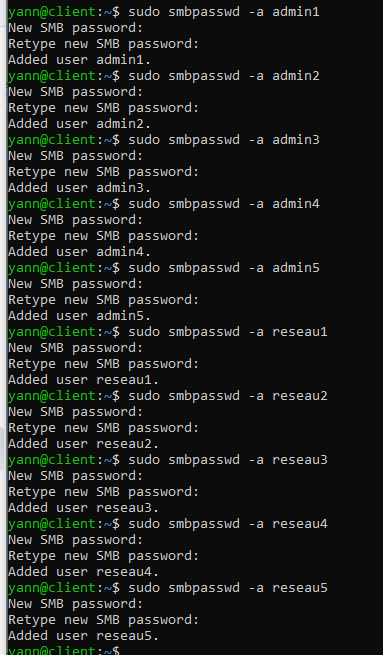 yann@client:~$ sudo smbpasswd -a admin1
New SMB password:
Retype new SMB password:
Added user admin1.
yann@client:~$ sudo smbpasswd -a admin2
New SMB password:
Retype new SMB password:
Added user admin2.
yann@client:~$ sudo smbpasswd -a admin3
New SMB password:
Retype new SMB password:
Added user admin3.
yann@client:~$ sudo smbpasswd -a admin4
New SMB password:
Retype new SMB password:
Added user admin4.
yann@client:~$ sudo smbpasswd -a admin5
New SMB password:
Retype new SMB password:
Added user admin5.
yann@client:~$ sudo smbpasswd -a reseau1
New SMB password:
Retype new SMB password:
Added user reseau1.
yann@client:~$ sudo smbpasswd -a reseau2
New SMB password:
Retype new SMB password:
Added user reseau2.
yann@client:~$ sudo smbpasswd -a reseau3
New SMB password:
Retype new SMB password:
Added user reseau3.
yann@client:~$ sudo smbpasswd -a reseau4
New SMB password:
Retype new SMB password:
Added user reseau4.
yann@client:~$ sudo smbpasswd -a reseau5
New SMB password:
Retype new SMB password:
Added user reseau5.
yann@client:~$